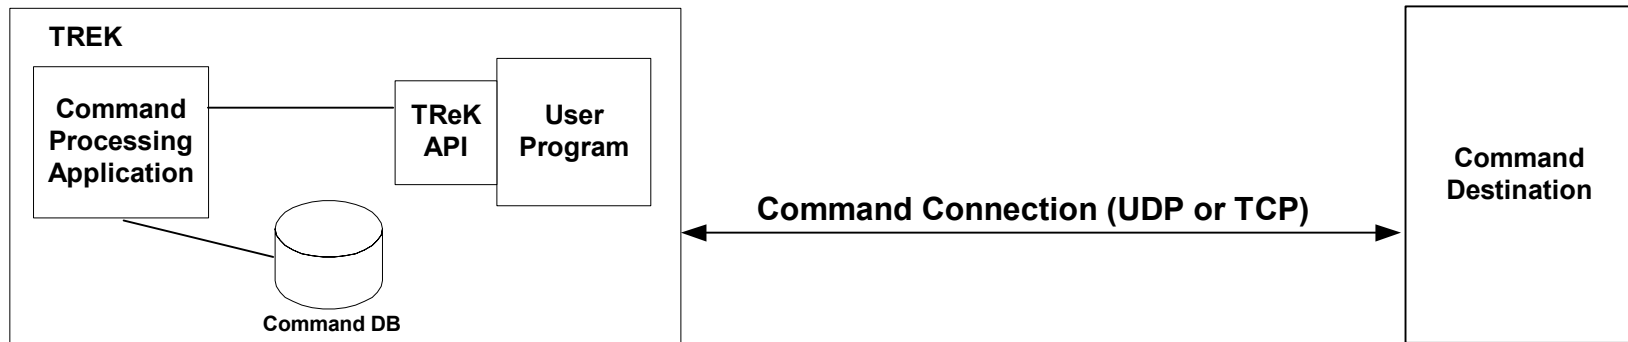 TREK
Command
Processing
Application
TReK
API
User
Program
Command DB
Command Connection (UDP or TCP)
Command
Destination